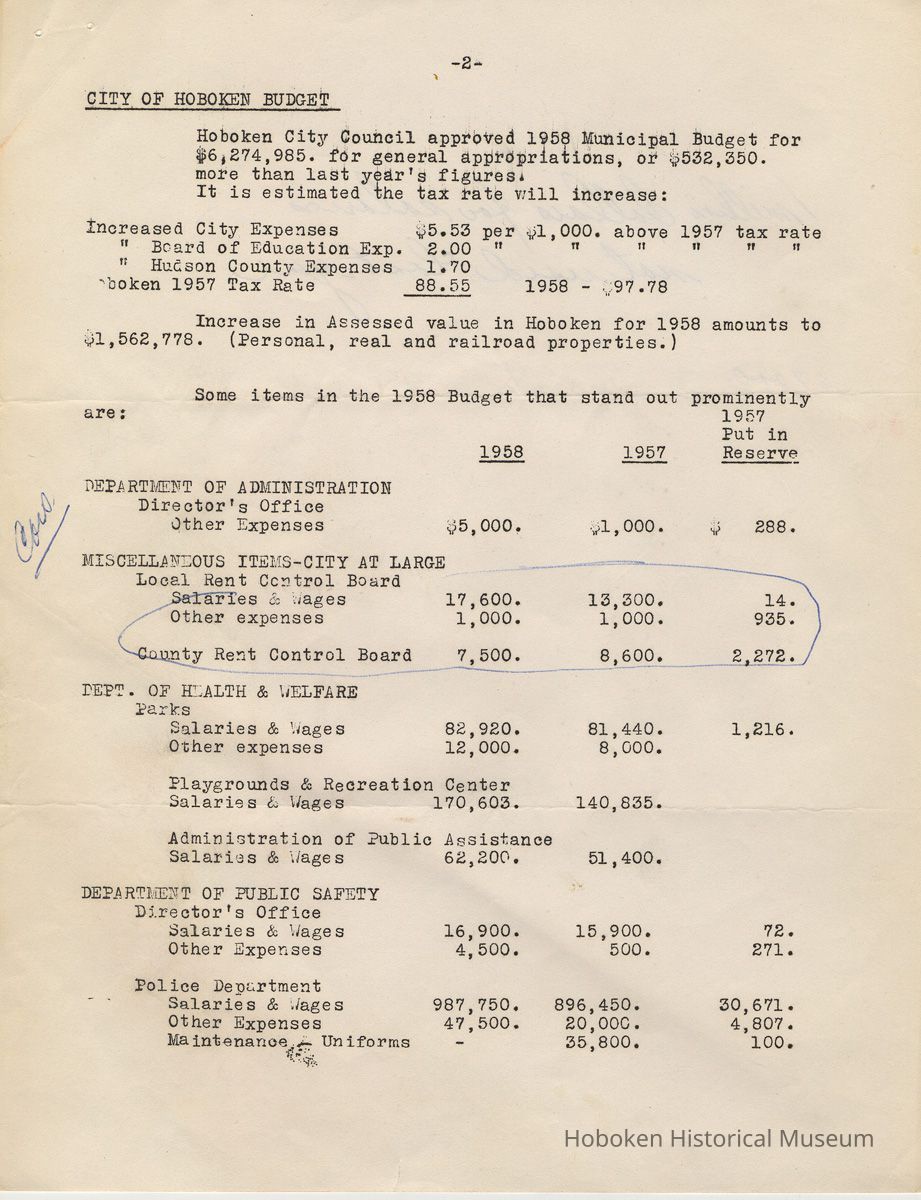 -2-
CITY OF HOBOKEN BUDGET
Hoboken City Council approved 1958 Municipal Budget for
$6,274,985. for general appropriations, or $532,350.
more than last year's figures.
It is estimated the tax rate will increase:
Increased City Expenses $5.53 per $1,000. above 1957 tax rate
" Board of Education Exp. 2.00 " " " " " "
" Hudson County Expenses 1.70
oboken 1957 Tax Rate 88.55 1958 - $97.78
Increase in Assessed value in Hoboken for 1958 amounts to
$1,562,778. (Personal, real and railroad properties.)
Some items in the 1958 Budget that stand out prominently
are: 1957
Put in
1958 1957 Reserve
DEPARTMENT OF ADMINISTRATION
Director's Office
Other Expenses $5,000. $1,000. $ 288.
MISCELLANEOUS ITEMS-CITY AT LARGE
Local Rent Control Board
Salaries & Wages 17,600. 13,300. 14.
Other expenses 1,000. 1,000. 935.
County Rent Control Board 7,500. 8,600. 2,272.
DEPT. OF HEALTH & WELFARE
Parks
Salaries & Wages 82,920. 81,440. 1,216.
Other expenses 12,000. 8,000.
Playgrounds & Recreation Center
Salaries & Wages 170,603. 140,835.
Administration of Public Assistance
Salaries & Wages 62,200. 51,400.
DEPARTMENT OF PUBLIC SAFETY
Director's Office
Salaries & Wages 16,900. 15,900. 72.
Other Expenses 4,500. 500. 271.
Police Department
Salaries & Wages 987,750. 896,450. 30,671.
Other Expenses 47,500. 20,000. 4,807.
Maintenance - Uniforms - 35,800. 100.
Hoboken Historical Museum